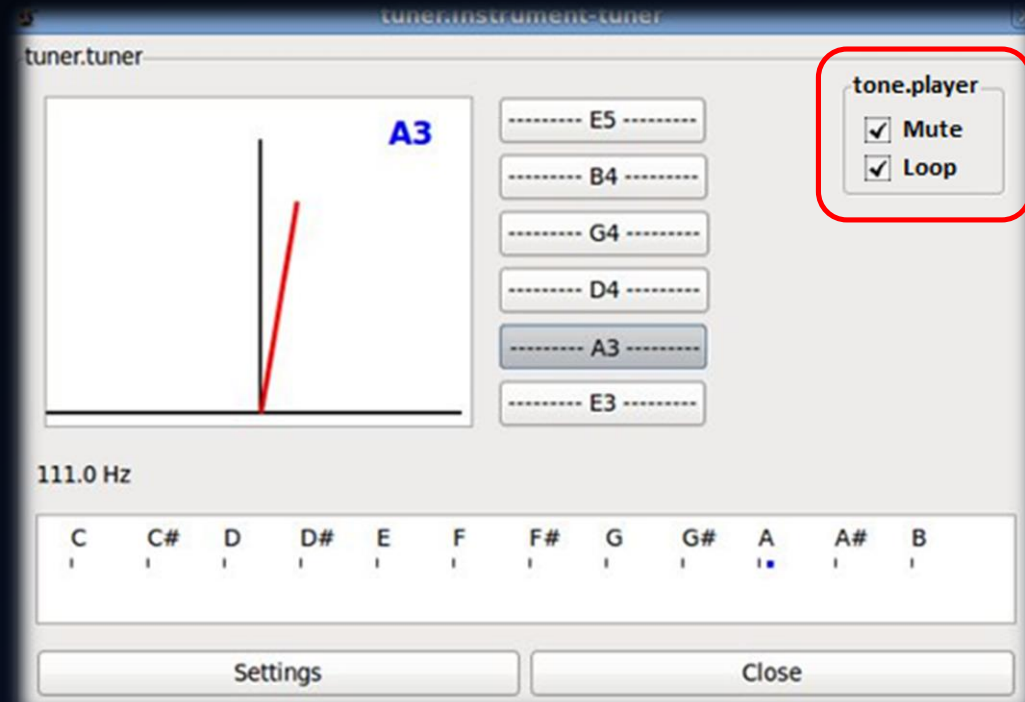 tuner.instrument-tuner
tuner.tuner
tone.player
A3
Mute
Loop
--------- E5 ---------
--------- B4 ---------
--------- G4 ---------
--------- D4 ---------
--------- A3 ---------
--------- E3 ---------
111.0 Hz
C C# D D# E F F# G G# A A# B
Settings Close